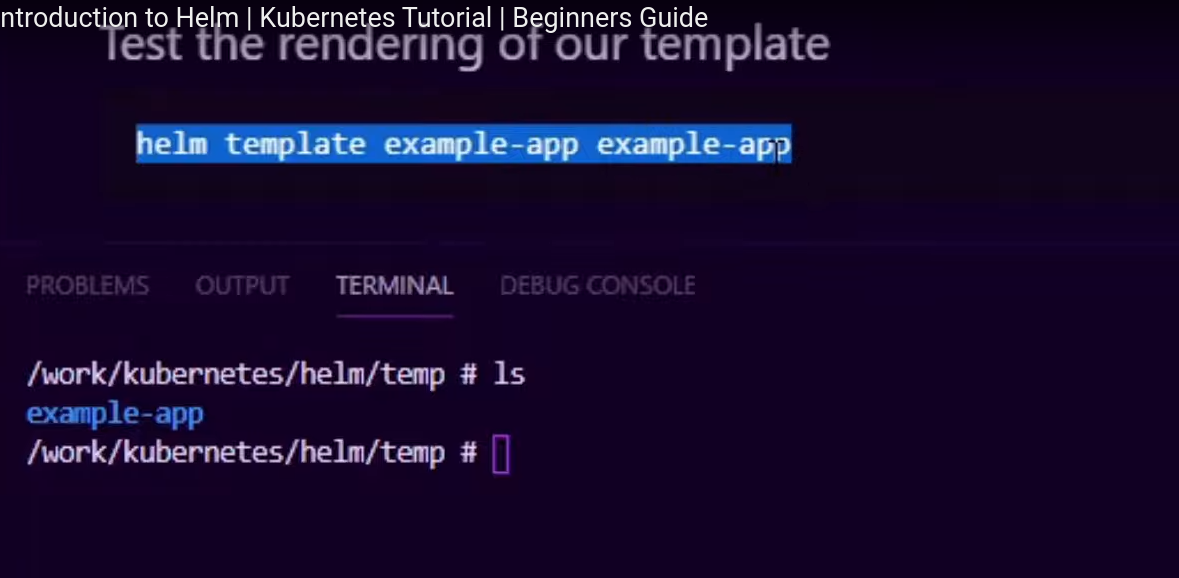 ntroduction to Helm | Kubernetes Tutorial | Beginners Guide
Test the rendering of our template
helm template example-app example-app
PROBLEMS OUTPUT TERMINAL DEBUG CONSOLE
/work/kubernetes/helm/temp # ls
example-app
/work/kubernetes/helm/temp #